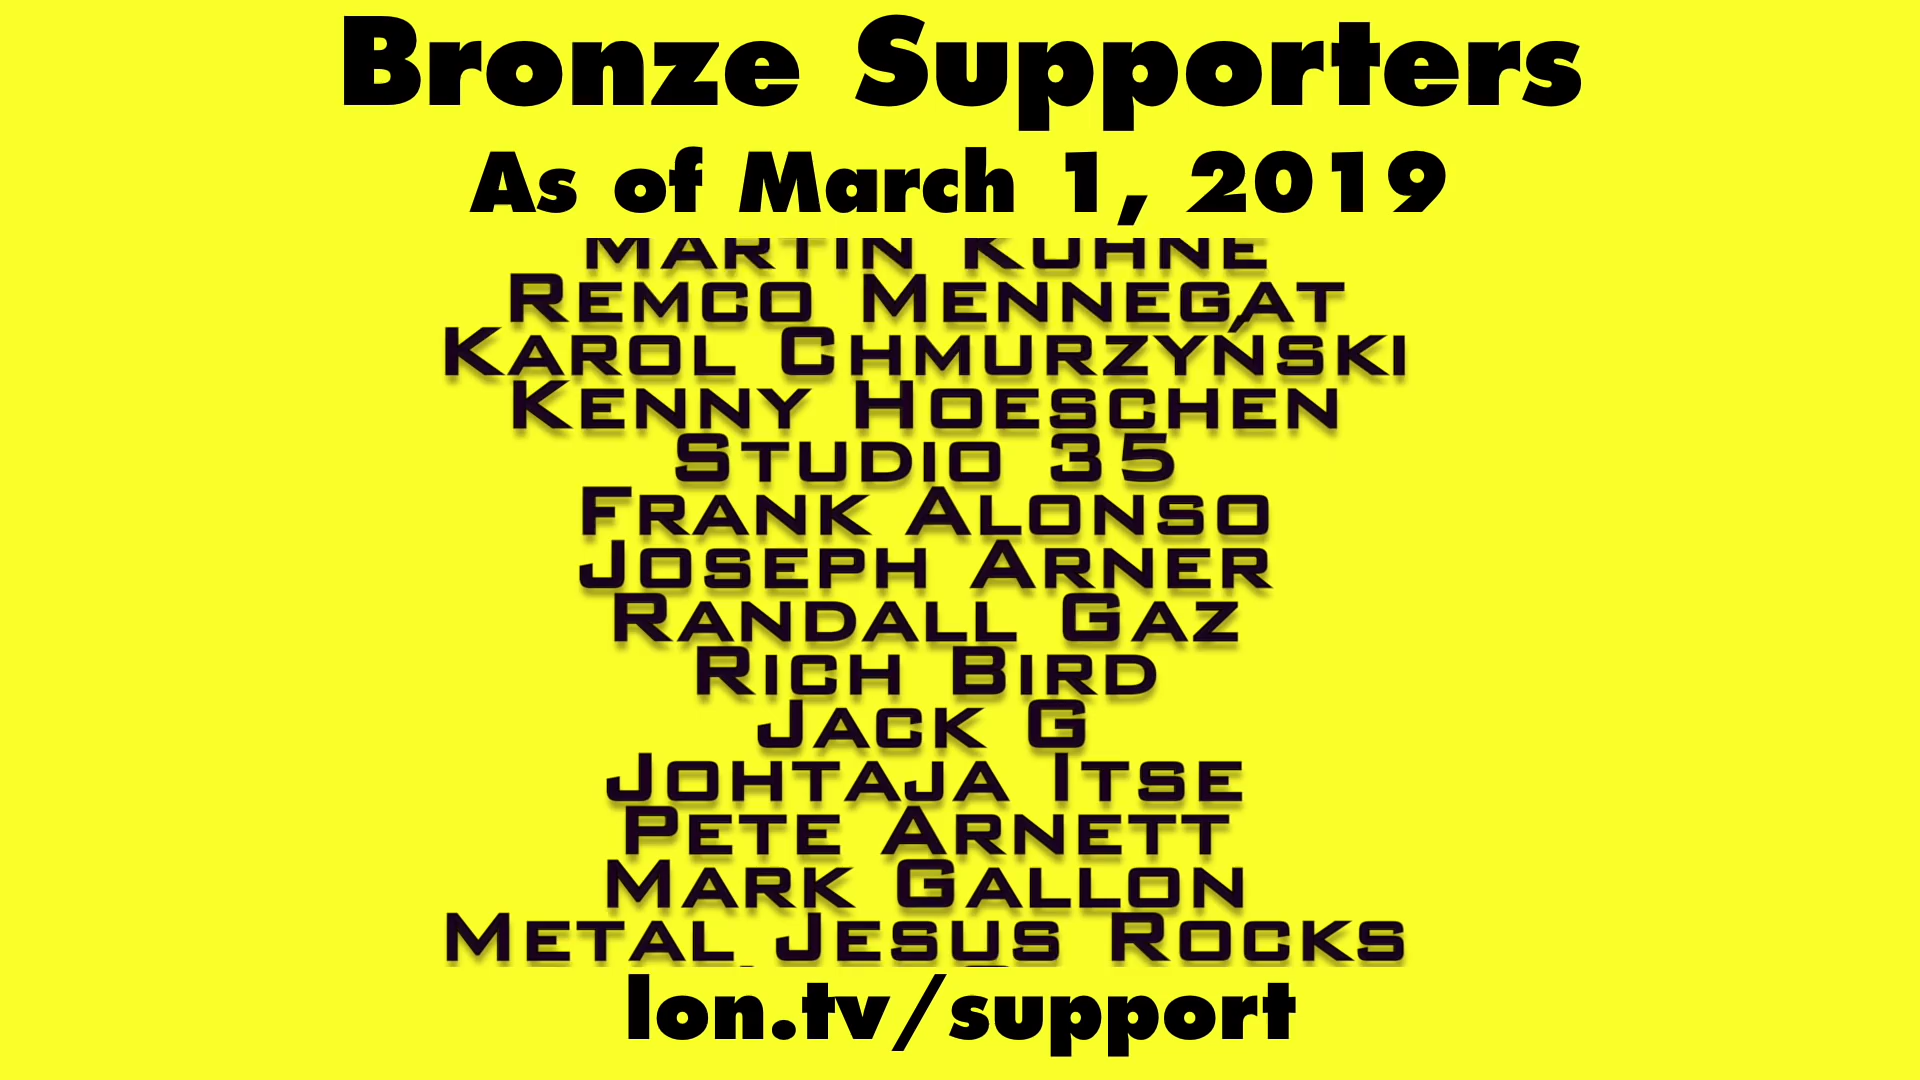 Bronze Supporters
As of March 1, 2019
Martin Kuhne
Remco Mennegat
Karol Chmurzyński
Kenny Hoeschen
Studio 35
Frank Alonso
Joseph Arner
Randall Gaz
Rich Bird
Jack G
Johtaja Itse
Pete Arnett
Mark Gallon
Metal Jesus Rocks
lon.tv/support